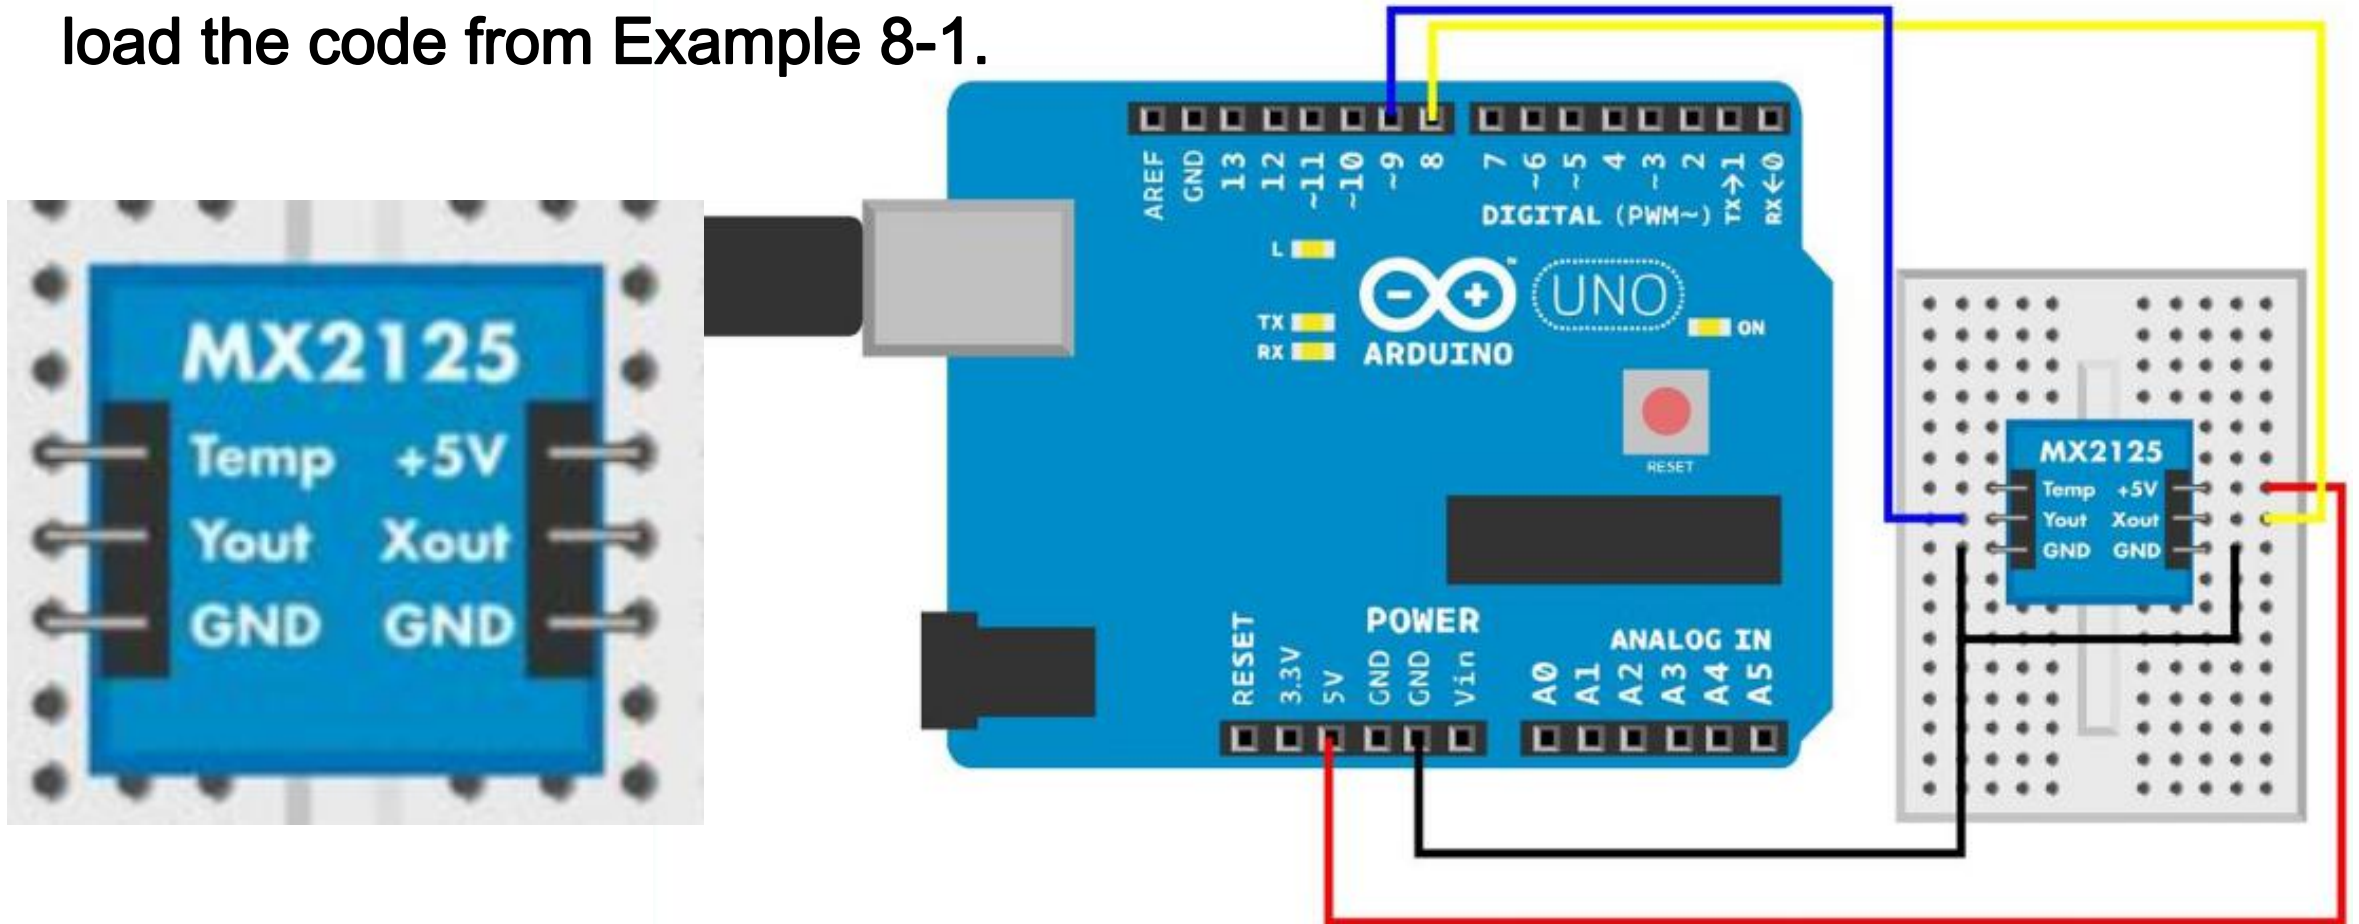 load the code from Example 8-1.
MX2125
Temp +5V
Yout Xout
GND GND
AREF GND 13 12 ~11 ~10 ~9 8 7 ~6 ~5 4 ~3 2 TX→1 RX←0
DIGITAL (PWM~)
L
TX
RX
ARDUINO
UNO
™
ON
RESET
POWER
ANALOG IN
RESET 3.3V 5V GND GND Vin A0 A1 A2 A3 A4 A5
MX2125
Temp +5V
Yout Xout
GND GND